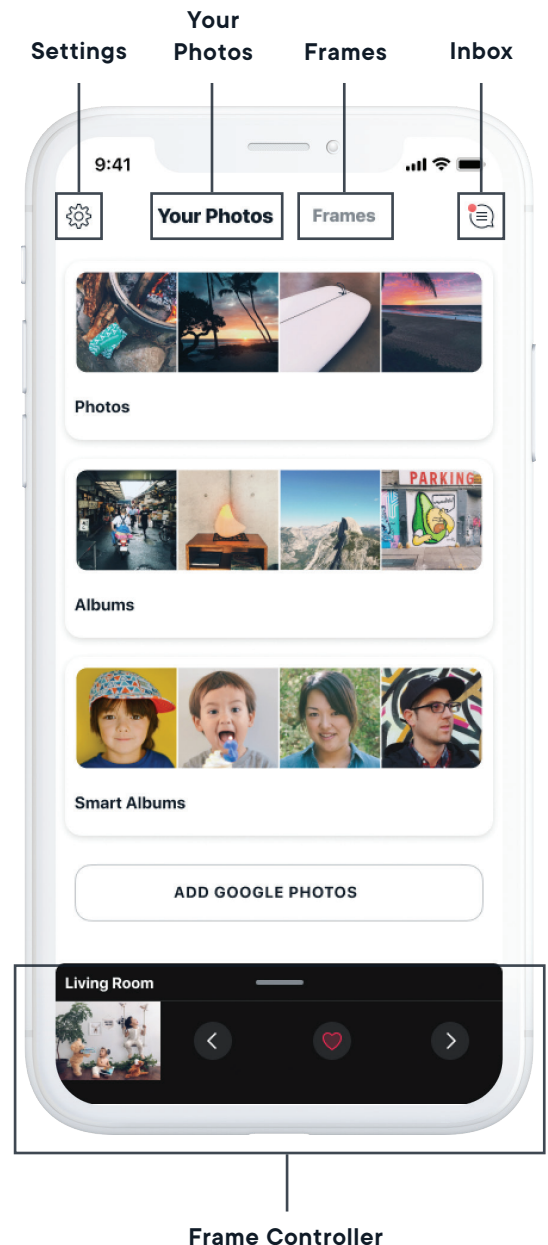 Your
Settings Photos Frames Inbox
9:41
Your Photos Frames
Photos
PARKING
Albums
Smart Albums
ADD GOOGLE PHOTOS
Living Room
Frame Controller